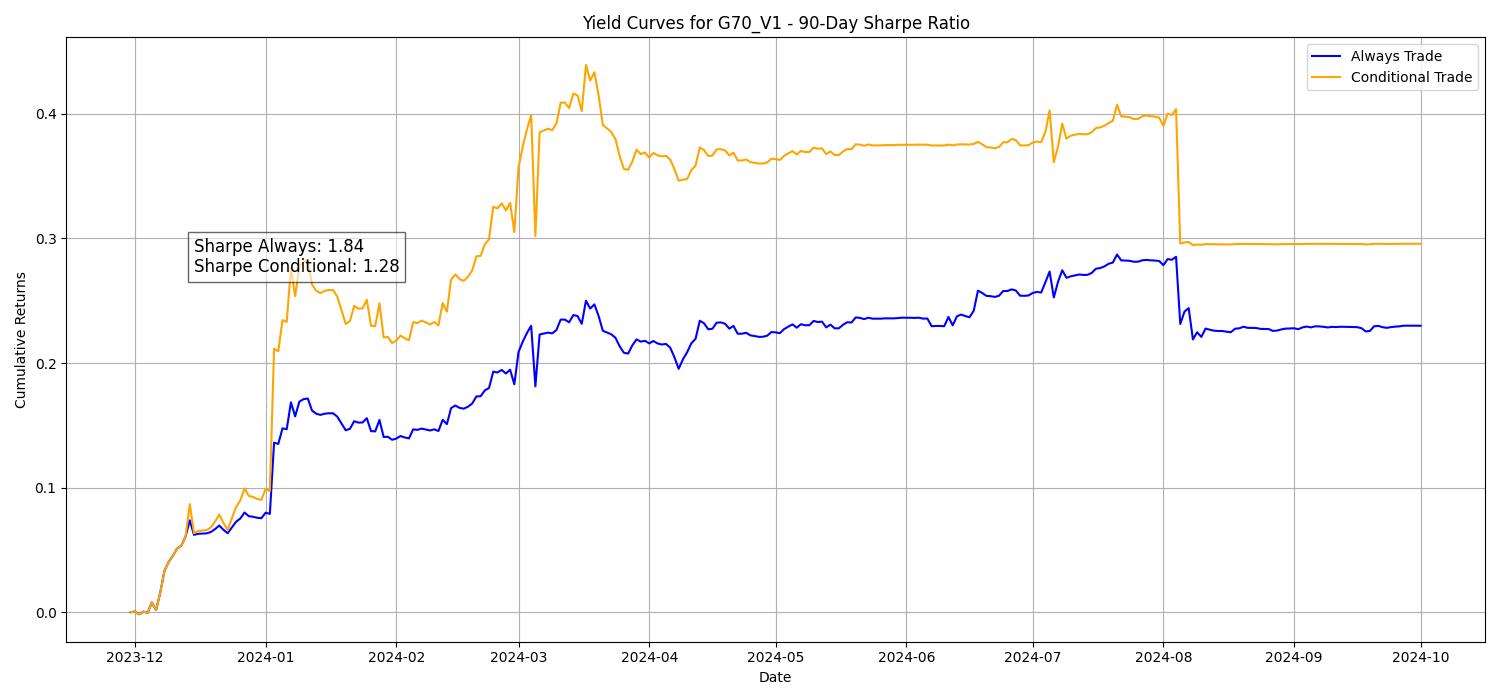 Yield Curves for G70_V1 - 90-Day Sharpe Ratio
Always Trade
Conditional Trade
Sharpe Always: 1.84
Sharpe Conditional: 1.28
Cumulative Returns
0.4
0.3
0.2
0.1
0.0
2023-12
2024-01
2024-02
2024-03
2024-04
2024-05
2024-06
2024-07
2024-08
2024-09
2024-10
Date